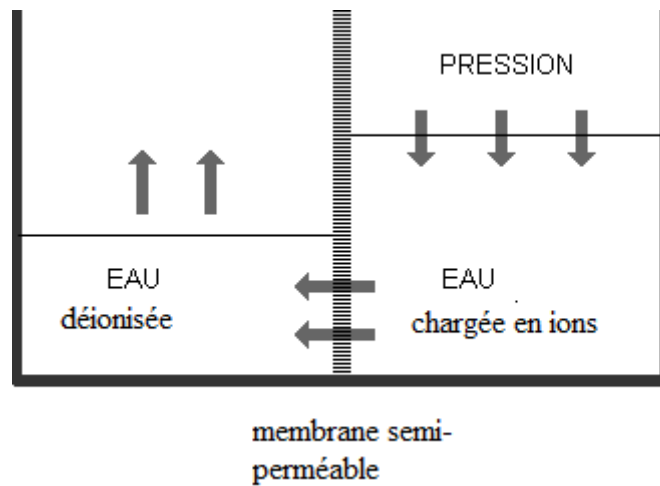 PRESSION
EAU
déionisée
EAU
chargée en ions
membrane semi-
perméable